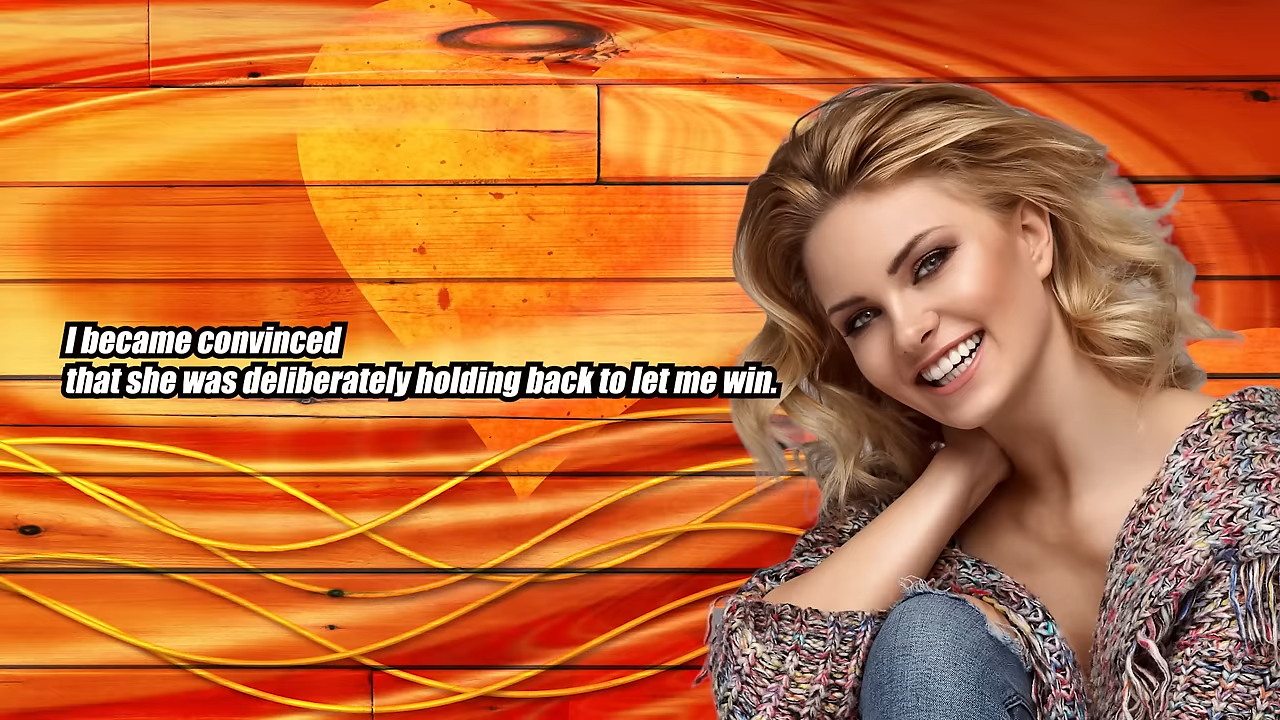 I became convinced
that she was deliberately holding back to let me win.